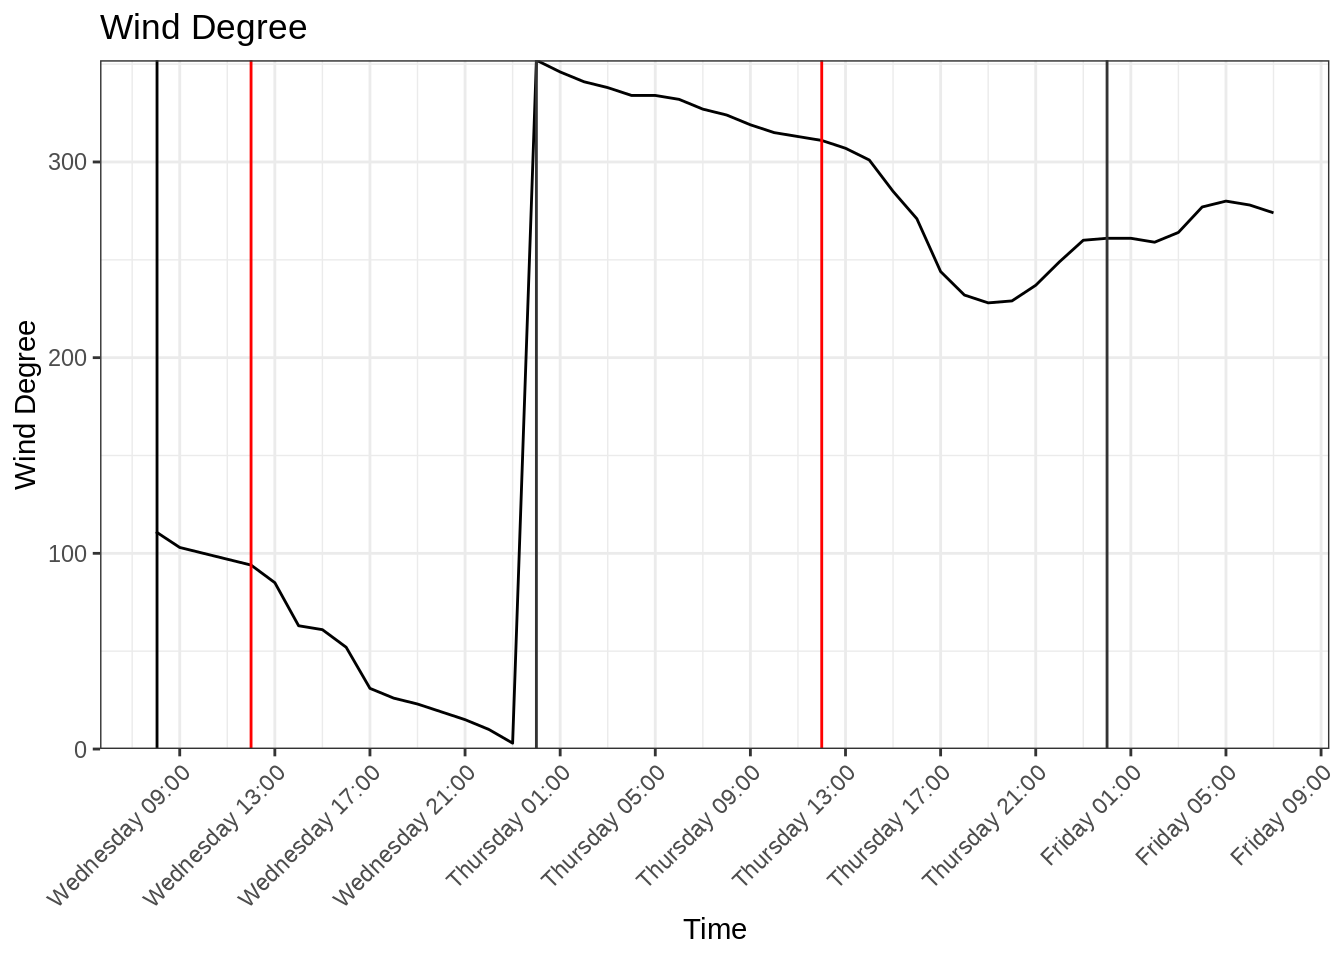 Wind Degree
Wind Degree
300
200
100
0
Wednesday 09:00
Wednesday 13:00
Wednesday 17:00
Wednesday 21:00
Thursday 01:00
Thursday 05:00
Thursday 09:00
Thursday 13:00
Thursday 17:00
Thursday 21:00
Friday 01:00
Friday 05:00
Friday 09:00
Time